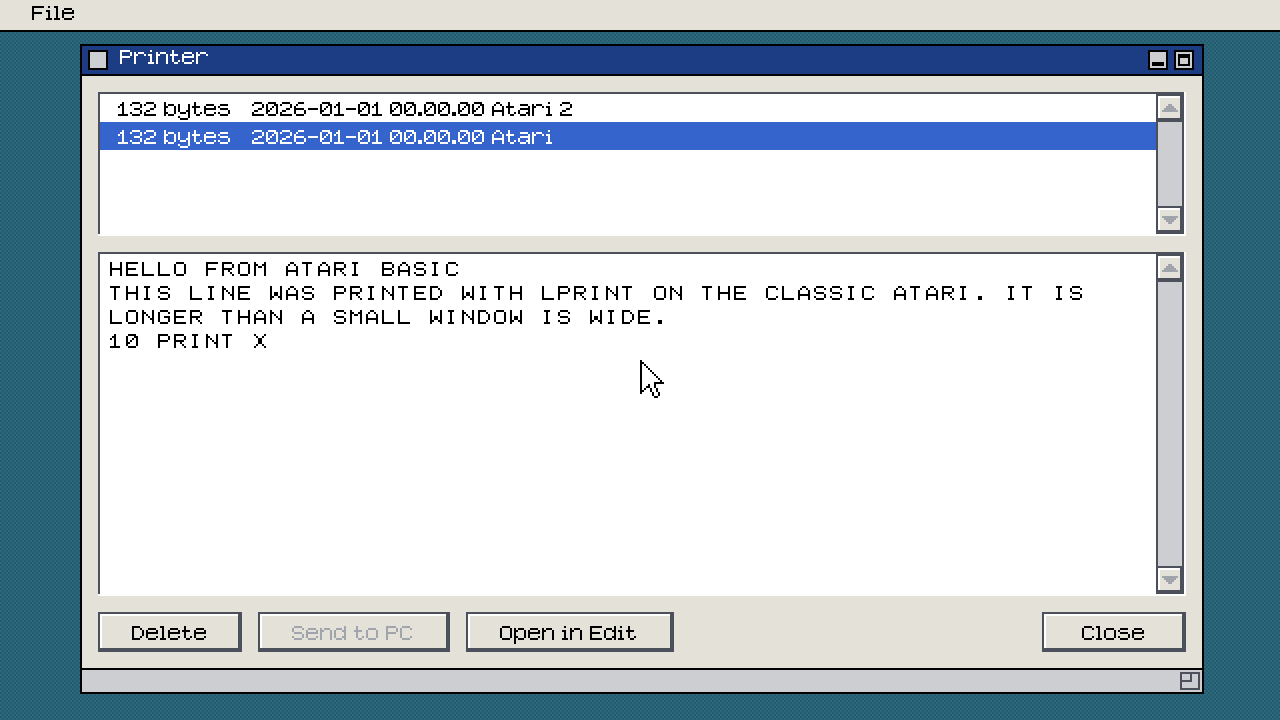 File
Printer
132 bytes 2026-01-01 00.00.00 Atari 2
132 bytes 2026-01-01 00.00.00 Atari
HELLO FROM ATARI BASIC
THIS LINE WAS PRINTED WITH LPRINT ON THE CLASSIC ATARI. IT IS
LONGER THAN A SMALL WINDOW IS WIDE.
10 PRINT X
Delete Send to PC Open in Edit Close